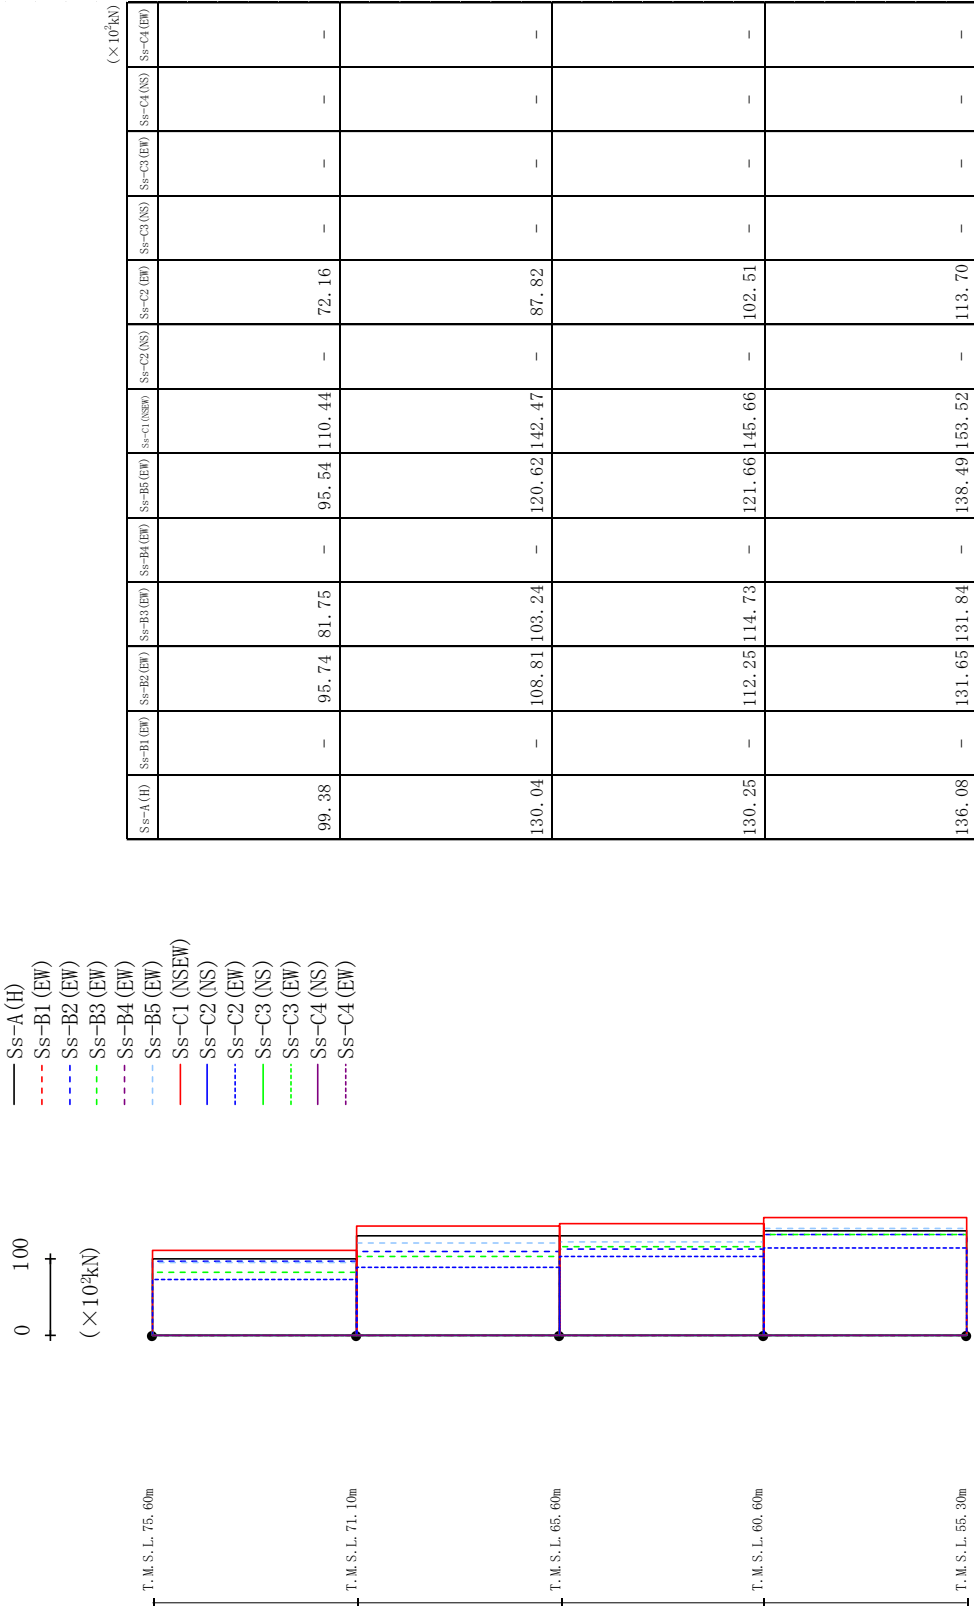 Ss-A(H)
Ss-B1(EW)
Ss-B2(EW)
Ss-B3(EW)
Ss-B4(EW)
Ss-B5(EW)
Ss-C1(NSEW)
Ss-C2(NS)
Ss-C2(EW)
Ss-C3(NS)
Ss-C3(EW)
Ss-C4(NS)
Ss-C4(EW)
0 100
(×10²kN)
T.M.S.L.75.60m
T.M.S.L.71.10m
T.M.S.L.65.60m
T.M.S.L.60.60m
T.M.S.L.55.30m
(×10²kN)
Ss-A(H) Ss-B1(EW) Ss-B2(EW) Ss-B3(EW) Ss-B4(EW) Ss-B5(EW) Ss-C1(NSEW) Ss-C2(NS) Ss-C2(EW) Ss-C3(NS) Ss-C3(EW) Ss-C4(NS) Ss-C4(EW)
99.38 - 95.74 81.75 - 95.54 110.44 - 72.16 - - - -
130.04 - 108.81 103.24 - 120.62 142.47 - 87.82 - - - -
130.25 - 112.25 114.73 - 121.66 145.66 - 102.51 - - - -
136.08 - 131.65 131.84 - 138.49 153.52 - 113.70 - - - -